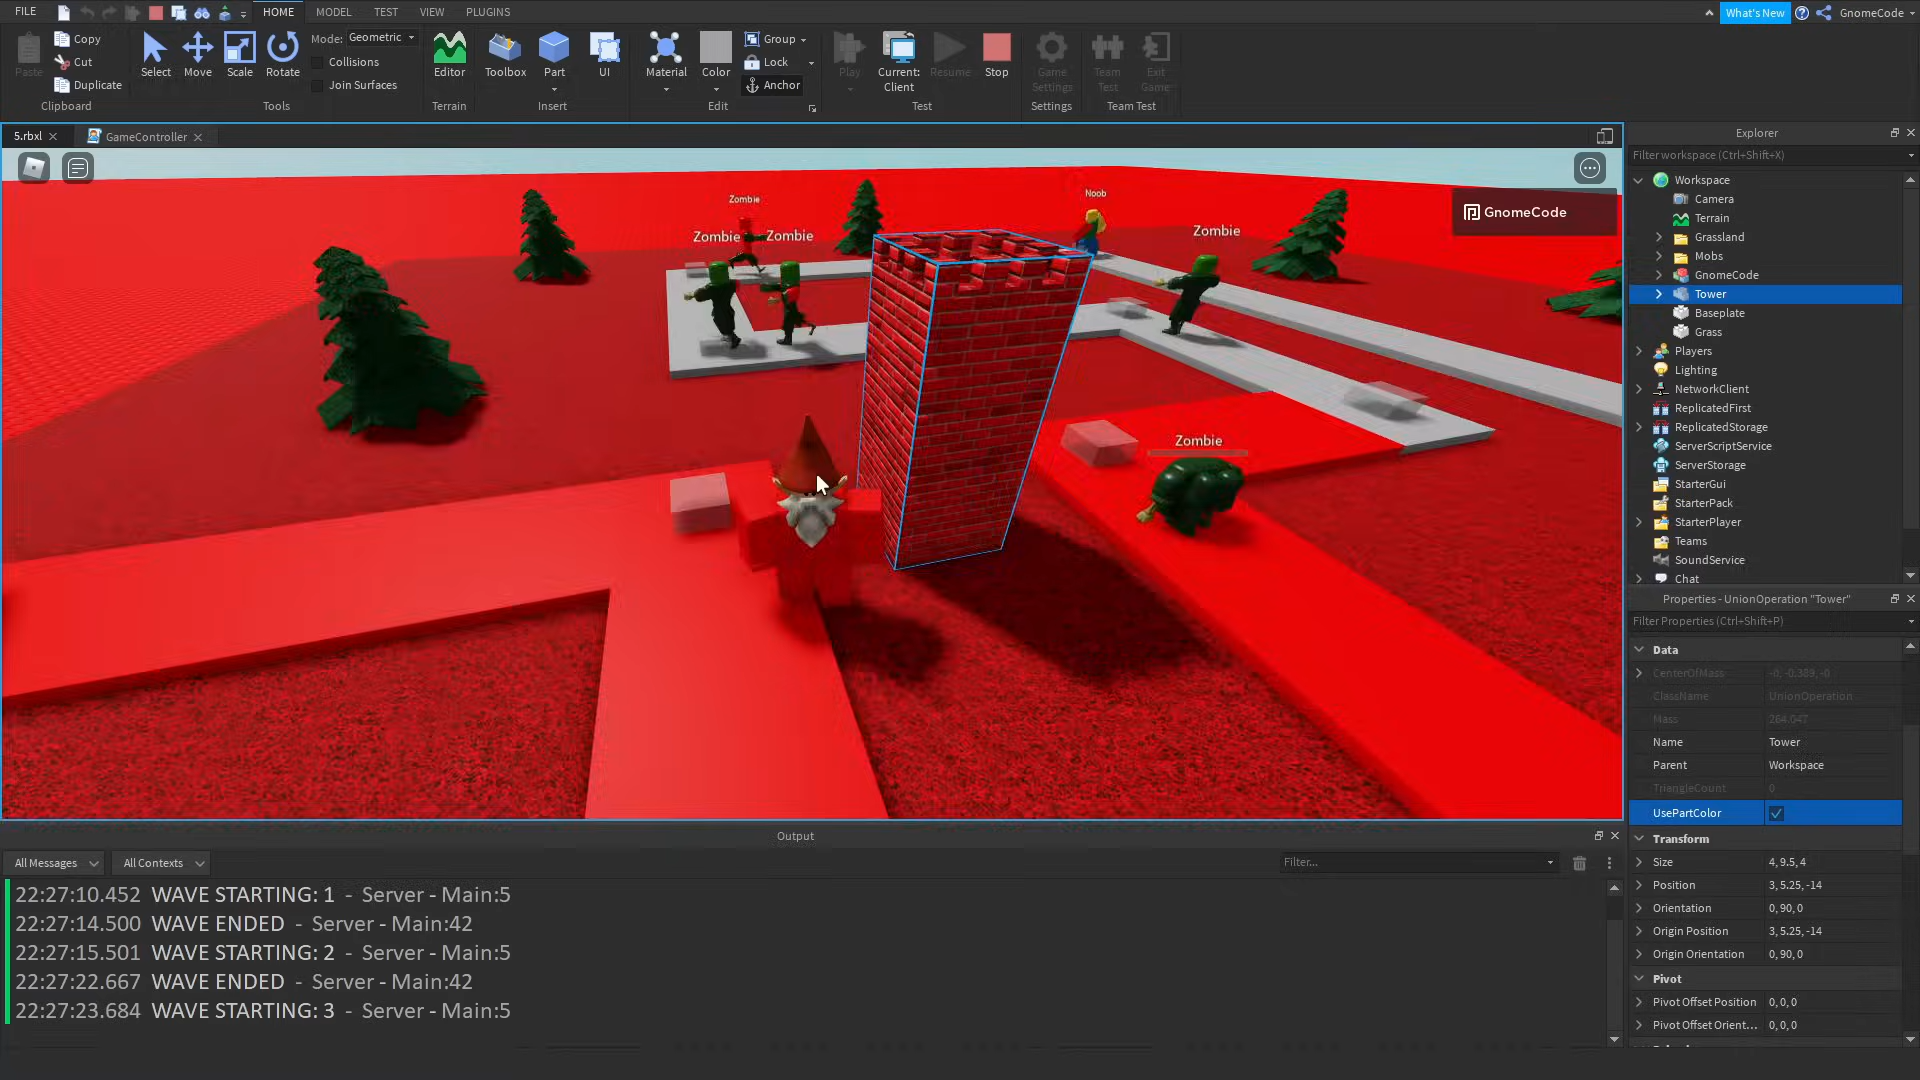 FILE HOME MODEL TEST VIEW PLUGINS What's New GnomeCode
Paste Copy Cut Duplicate Clipboard
Select Move Scale Rotate Mode: Geometric Collisions Join Surfaces Tools
Editor Terrain
Toolbox Part UI Insert
Material Color Group Lock Anchor Edit
Play Current: Client Resume Stop Test
Game Settings Settings
Team Test Exit Game Team Test
5.rbxl GameController
Zombie
Zombie Zombie
Noob
Zombie
GnomeCode
Zombie
Explorer
Filter workspace (Ctrl+Shift+X)
Workspace
Camera
Terrain
Grassland
Mobs
GnomeCode
Tower
Baseplate
Grass
Players
Lighting
NetworkClient
ReplicatedFirst
ReplicatedStorage
ServerScriptService
ServerStorage
StarterGui
StarterPack
StarterPlayer
Teams
SoundService
Chat
Properties - UnionOperation "Tower"
Filter Properties (Ctrl+Shift+P)
Data
CenterOfMass -0, -0.389, -0
ClassName UnionOperation
Mass 264.047
Name Tower
Parent Workspace
TriangleCount 0
UsePartColor
Transform
Size 4, 9.5, 4
Position 3, 5.25, -14
Orientation 0, 90, 0
Origin Position 3, 5.25, -14
Origin Orientation 0, 90, 0
Pivot
Pivot Offset Position 0, 0, 0
Pivot Offset Orient... 0, 0, 0
Output
All Messages All Contexts Filter...
22:27:10.452 WAVE STARTING: 1 - Server - Main:5
22:27:14.500 WAVE ENDED - Server - Main:42
22:27:15.501 WAVE STARTING: 2 - Server - Main:5
22:27:22.667 WAVE ENDED - Server - Main:42
22:27:23.684 WAVE STARTING: 3 - Server - Main:5